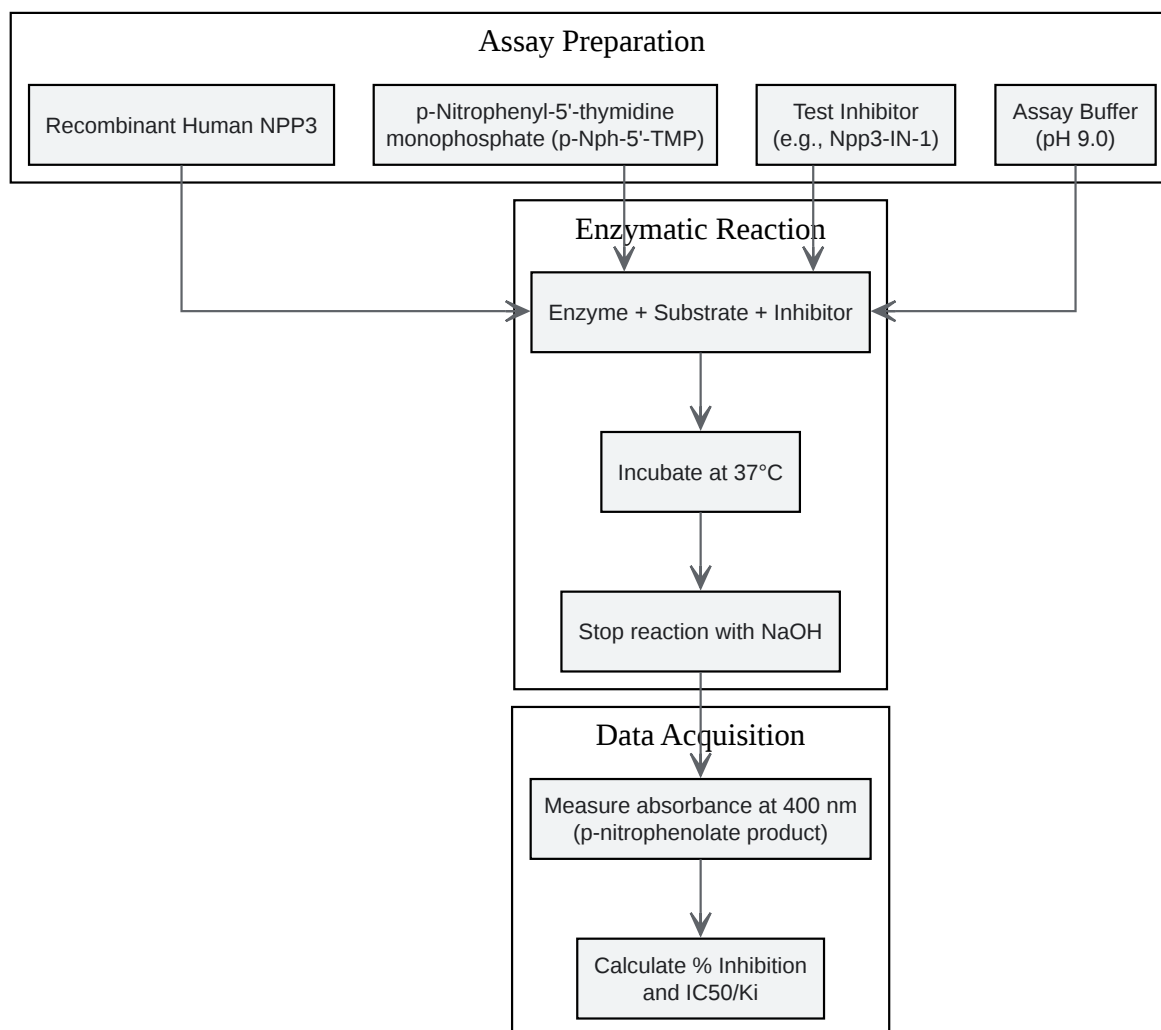 Assay Preparation
Recombinant Human NPP3
p-Nitrophenyl-5'-thymidine
monophosphate (p-Nph-5'-TMP)
Test Inhibitor
(e.g., Npp3-IN-1)
Assay Buffer
(pH 9.0)
Enzymatic Reaction
Enzyme + Substrate + Inhibitor
Incubate at 37°C
Stop reaction with NaOH
Data Acquisition
Measure absorbance at 400 nm
(p-nitrophenolate product)
Calculate % Inhibition
and IC50/Ki